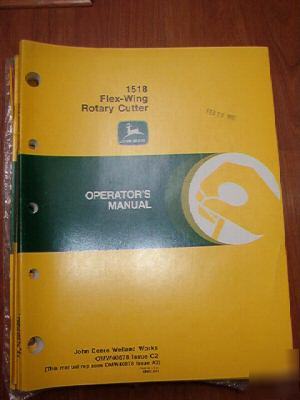 1518
Flex-Wing
Rotary Cutter
JOHN DEERE
OPERATOR'S
MANUAL
John Deere Welland Works
OMW40878 Issue C2
(This manual replaces OMW40878 Issue A2)